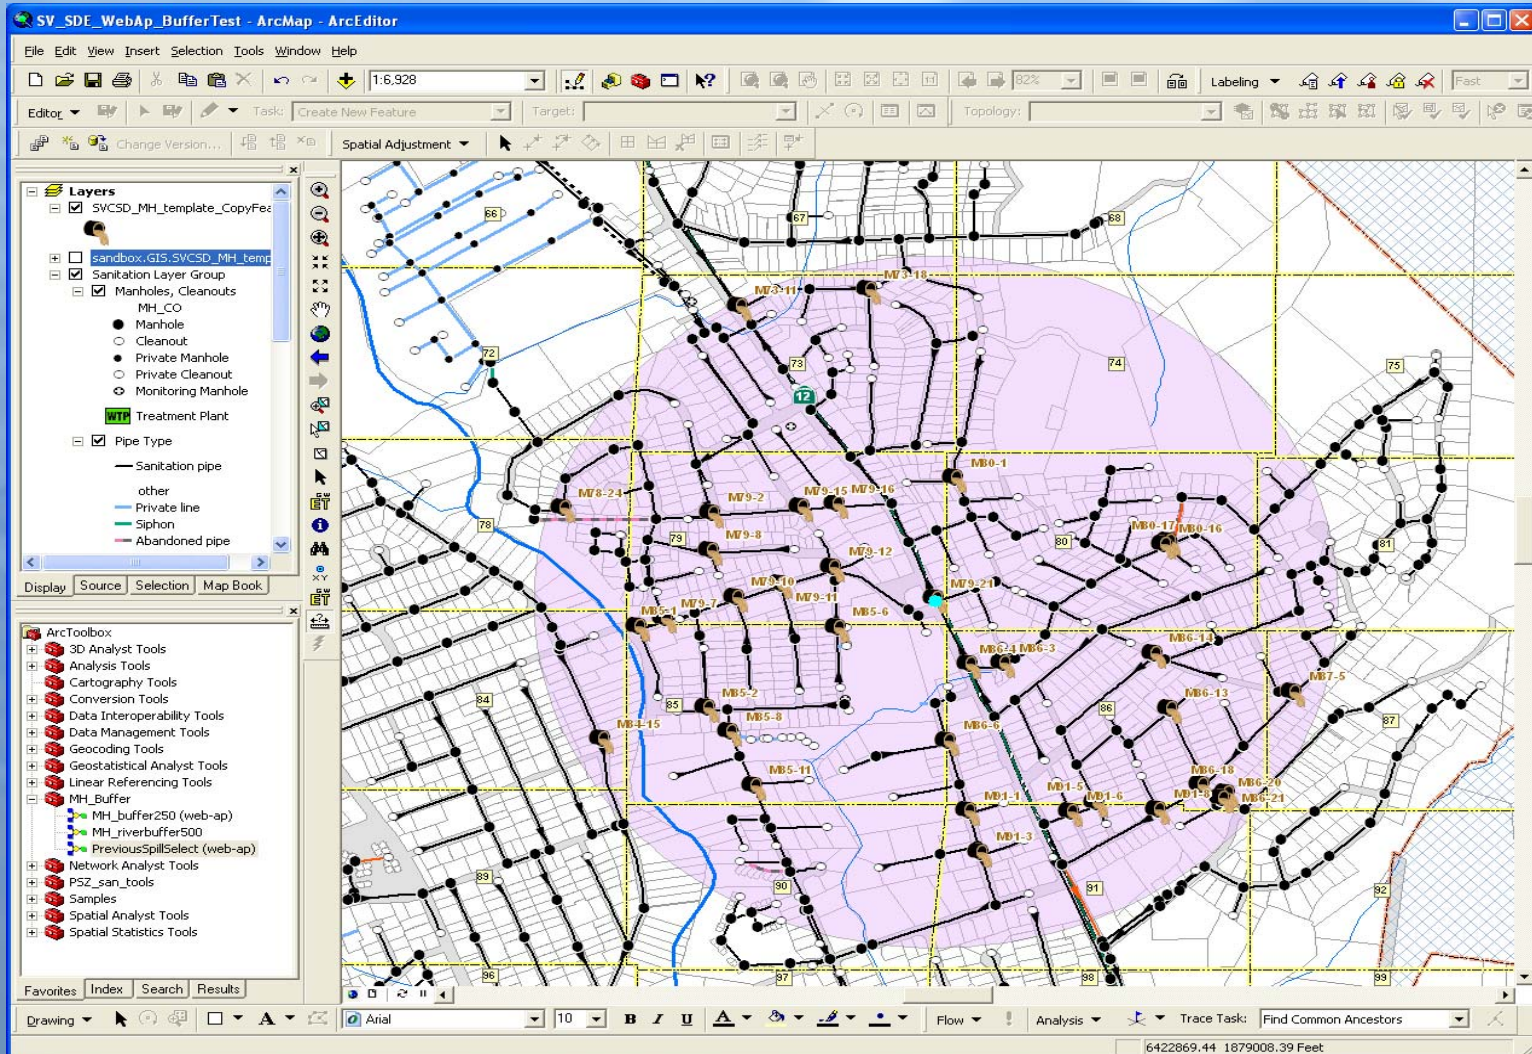 SV_SDE_WebAp_BufferTest - ArcMap - ArcEditor
File Edit View Insert Selection Tools Window Help
1:6,928 82% Labeling Fast
Editor Task: Create New Feature Target: Topology:
Change Version... Spatial Adjustment
Layers
SVCSD_MH_template_CopyFea
sandbox.GIS.SVCSD_MH_temp
Sanitation Layer Group
Manholes, Cleanouts
MH_CO
Manhole
Cleanout
Private Manhole
Private Cleanout
Monitoring Manhole
WTP Treatment Plant
Pipe Type
Sanitation pipe
other
Private line
Siphon
Abandoned pipe
Display Source Selection Map Book
ArcToolbox
3D Analyst Tools
Analysis Tools
Cartography Tools
Conversion Tools
Data Interoperability Tools
Data Management Tools
Geocoding Tools
Geostatistical Analyst Tools
Linear Referencing Tools
MH_Buffer
MH_buffer250 (web-ap)
MH_riverbuffer500
PreviousSpillSelect (web-ap)
Network Analyst Tools
PSZ_san_tools
Samples
Spatial Analyst Tools
Spatial Statistics Tools
Favorites Index Search Results
66 67 68
M73-18
M73-11
72 73 74 75
12
M80-1
M78-24 M79-2 M79-15 M79-16
78 79 M79-8 M80-17 M80-16
80 81
M79-12
M79-10 M79-21
M79-11
M85-1 M79-7 M85-6
M86-14
M86-4 M86-3
M87-5
84 85 M85-2 M86-13
M84-15 M85-8 M86-6 86 87
M85-11 M86-18
M91-1 M91-5 M91-6 M91-8 M86-20
M86-21
M91-3
89 90 91 92
96 97 98 99
Drawing A Arial 10 B I U A Flow Analysis Trace Task: Find Common Ancestors
6422869.44 1879008.39 Feet